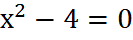 x² − 4 = 0